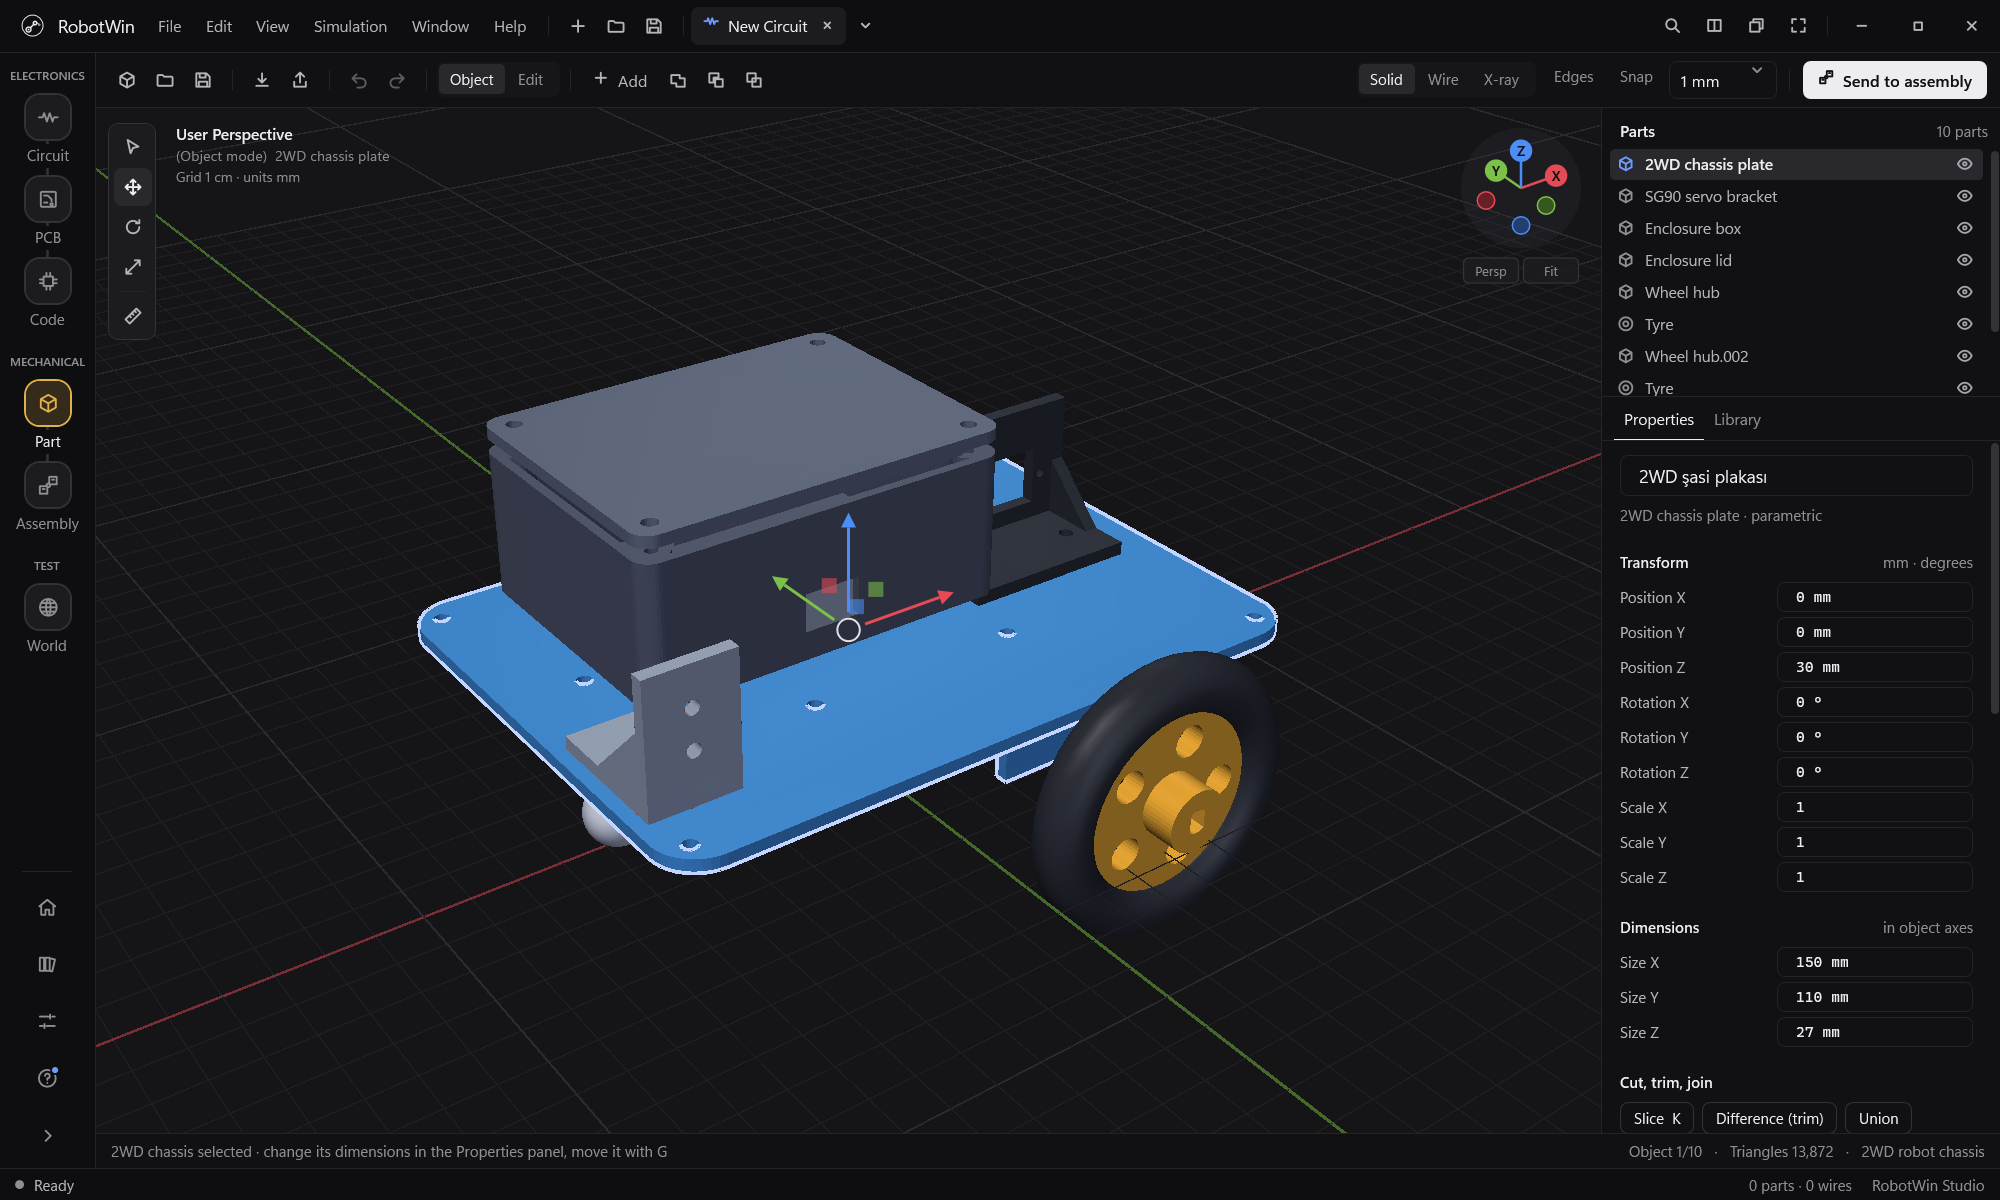 RobotWin File Edit View Simulation Window Help New Circuit
ELECTRONICS
Circuit
PCB
Code
MECHANICAL
Part
Assembly
TEST
World
Object Edit Add Solid Wire X-ray Edges Snap 1 mm Send to assembly
User Perspective
(Object mode) 2WD chassis plate
Grid 1 cm · units mm
Z
Y
X
Persp Fit
Parts 10 parts
2WD chassis plate
SG90 servo bracket
Enclosure box
Enclosure lid
Wheel hub
Tyre
Wheel hub.002
Tyre
Properties Library
2WD şasi plakası
2WD chassis plate · parametric
Transform mm · degrees
Position X 0 mm
Position Y 0 mm
Position Z 30 mm
Rotation X 0 °
Rotation Y 0 °
Rotation Z 0 °
Scale X 1
Scale Y 1
Scale Z 1
Dimensions in object axes
Size X 150 mm
Size Y 110 mm
Size Z 27 mm
Cut, trim, join
Slice K Difference (trim) Union
2WD chassis selected · change its dimensions in the Properties panel, move it with G
Object 1/10 · Triangles 13,872 · 2WD robot chassis
Ready
0 parts · 0 wires RobotWin Studio